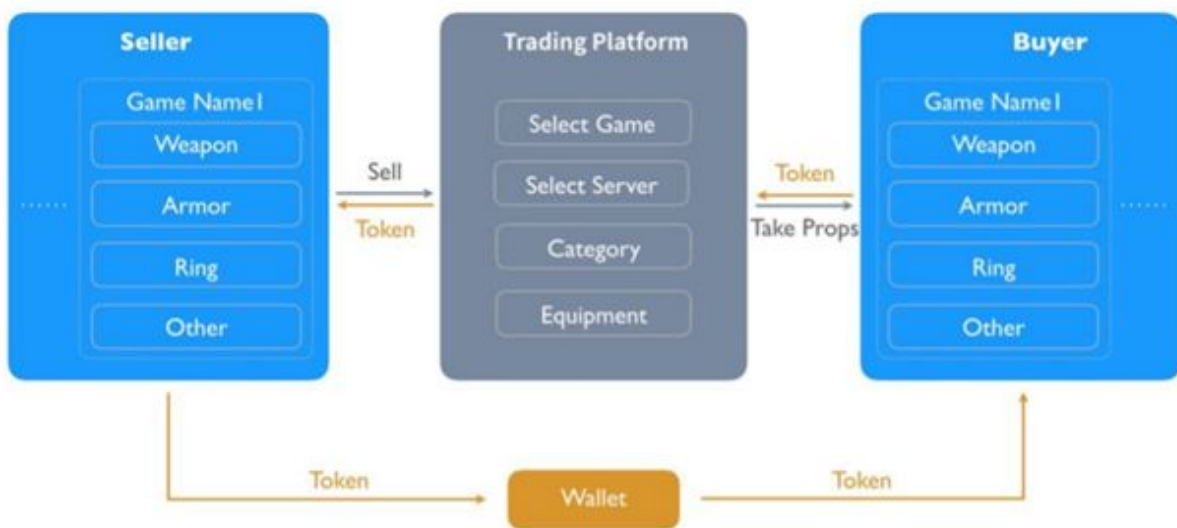 Seller
Game Name1
Weapon
Armor
Ring
Other
......
Sell
Token
Trading Platform
Select Game
Select Server
Category
Equipment
Token
Take Props
Buyer
Game Name1
Weapon
Armor
Ring
Other
......
Token
Wallet
Token